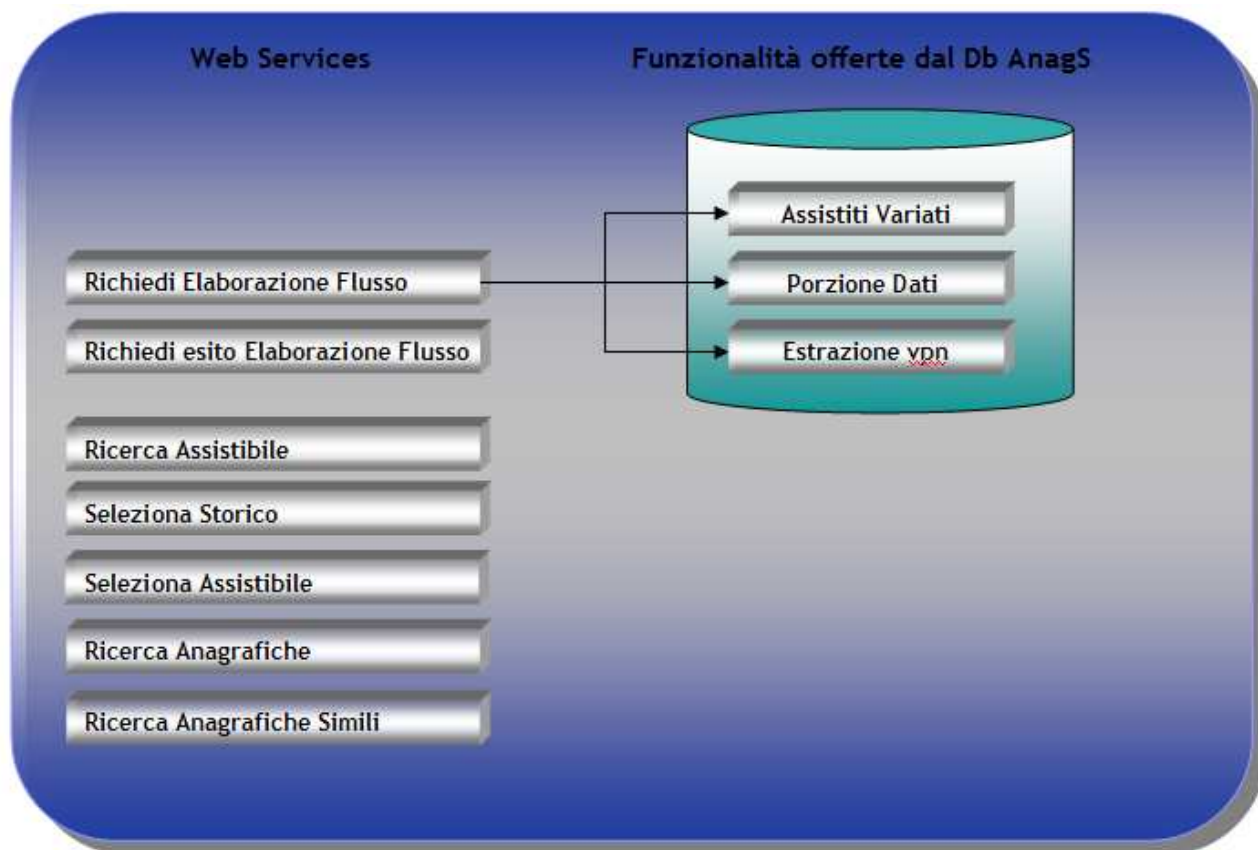 Web Services
Funzionalità offerte dal Db AnagS
Assistiti Variati
Richiedi Elaborazione Flusso
Porzione Dati
Richiedi esito Elaborazione Flusso
Estrazione vpn
Ricerca Assistibile
Seleziona Storico
Seleziona Assistibile
Ricerca Anagrafiche
Ricerca Anagrafiche Simili